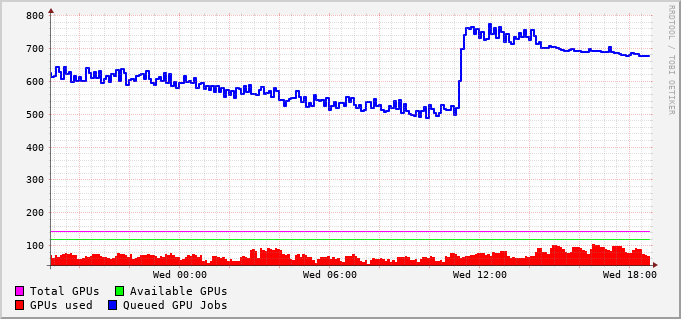 800
700
600
500
400
300
200
100
Wed 00:00 Wed 06:00 Wed 12:00 Wed 18:00
Total GPUs Available GPUs
GPUs used Queued GPU Jobs
RRDTOOL / TOBI OETIKER